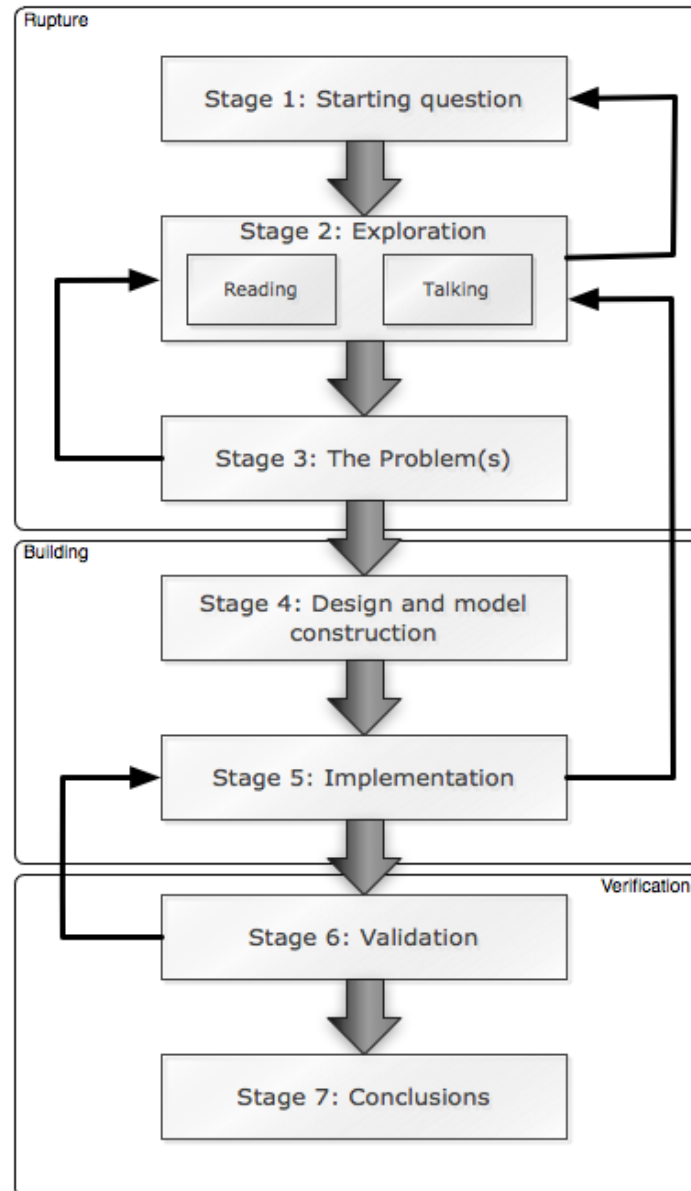 Rupture
Stage 1: Starting question
Stage 2: Exploration
Reading
Talking
Stage 3: The Problem(s)
Building
Stage 4: Design and model
construction
Stage 5: Implementation
Verification
Stage 6: Validation
Stage 7: Conclusions